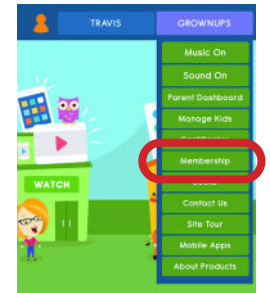 TRAVIS
GROWNUPS
Music On
Sound On
Parent Dashboard
Manage Kids
Membership
WATCH
Contact Us
Site Tour
Mobile Apps
About Products